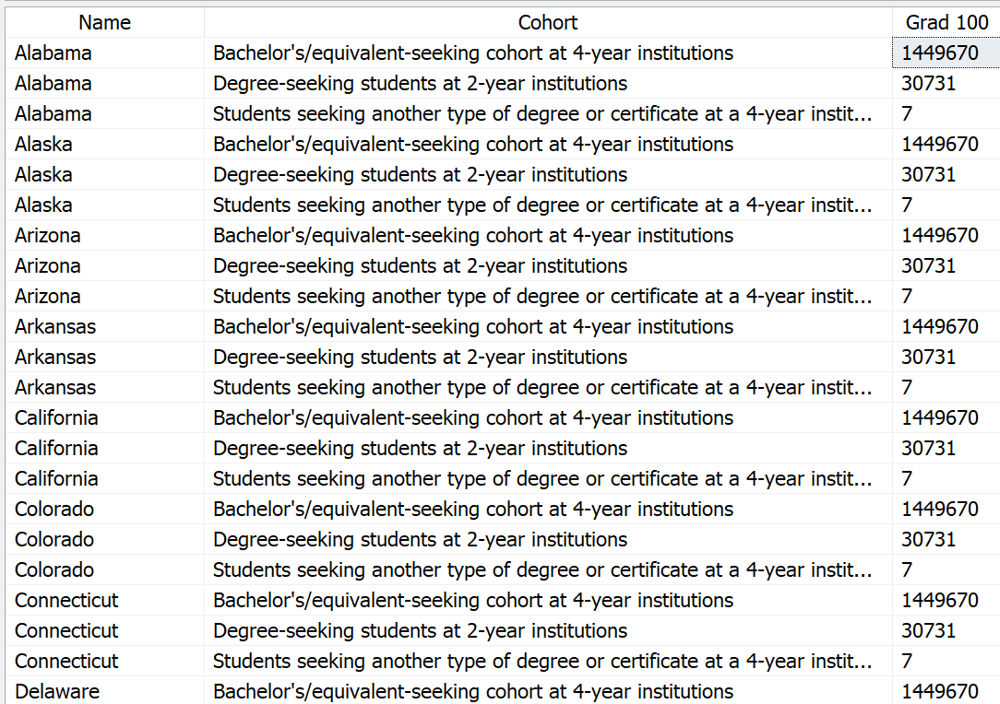 Name Cohort Grad 100
Alabama Bachelor's/equivalent-seeking cohort at 4-year institutions 1449670
Alabama Degree-seeking students at 2-year institutions 30731
Alabama Students seeking another type of degree or certificate at a 4-year instit... 7
Alaska Bachelor's/equivalent-seeking cohort at 4-year institutions 1449670
Alaska Degree-seeking students at 2-year institutions 30731
Alaska Students seeking another type of degree or certificate at a 4-year instit... 7
Arizona Bachelor's/equivalent-seeking cohort at 4-year institutions 1449670
Arizona Degree-seeking students at 2-year institutions 30731
Arizona Students seeking another type of degree or certificate at a 4-year instit... 7
Arkansas Bachelor's/equivalent-seeking cohort at 4-year institutions 1449670
Arkansas Degree-seeking students at 2-year institutions 30731
Arkansas Students seeking another type of degree or certificate at a 4-year instit... 7
California Bachelor's/equivalent-seeking cohort at 4-year institutions 1449670
California Degree-seeking students at 2-year institutions 30731
California Students seeking another type of degree or certificate at a 4-year instit... 7
Colorado Bachelor's/equivalent-seeking cohort at 4-year institutions 1449670
Colorado Degree-seeking students at 2-year institutions 30731
Colorado Students seeking another type of degree or certificate at a 4-year instit... 7
Connecticut Bachelor's/equivalent-seeking cohort at 4-year institutions 1449670
Connecticut Degree-seeking students at 2-year institutions 30731
Connecticut Students seeking another type of degree or certificate at a 4-year instit... 7
Delaware Bachelor's/equivalent-seeking cohort at 4-year institutions 1449670